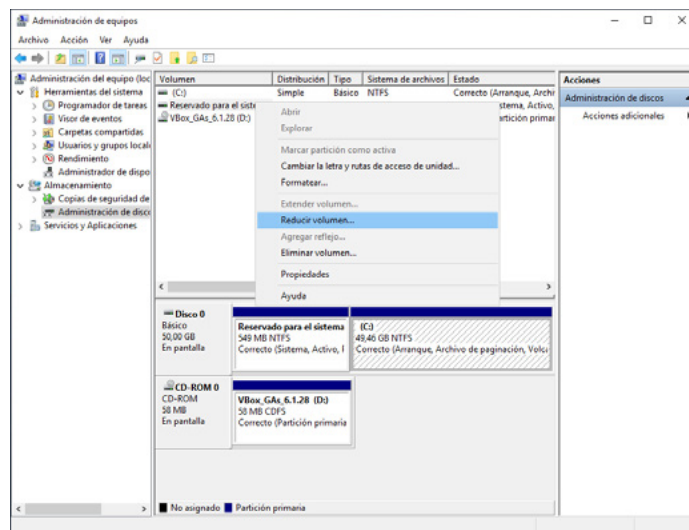 Administración de equipos
Archivo Acción Ver Ayuda
Administración del equipo (loc
Herramientas del sistema
Programador de tareas
Visor de eventos
Carpetas compartidas
Usuarios y grupos locale
Rendimiento
Administrador de dispo
Almacenamiento
Copias de seguridad de
Administración de disco
Servicios y Aplicaciones
Volumen Distribución Tipo Sistema de archivos Estado
(C:) Simple Básico NTFS Correcto (Arranque, Archi
Reservado para el siste stema, Activo,
VBox_GAs_6.1.28 (D:) rtición primar
Abrir
Explorar
Marcar partición como activa
Cambiar la letra y rutas de acceso de unidad...
Formatear...
Extender volumen...
Reducir volumen...
Agregar reflejo...
Eliminar volumen...
Propiedades
Ayuda
Disco 0
Básico
50,00 GB
En pantalla
Reservado para el sistema
549 MB NTFS
Correcto (Sistema, Activo, I
(C:)
49,46 GB NTFS
Correcto (Arranque, Archivo de paginación, Volca
CD-ROM 0
CD-ROM
58 MB
En pantalla
VBox_GAs_6.1.28 (D:)
58 MB CDFS
Correcto (Partición primaria
No asignado Partición primaria
Acciones
Administración de discos
Acciones adicionales